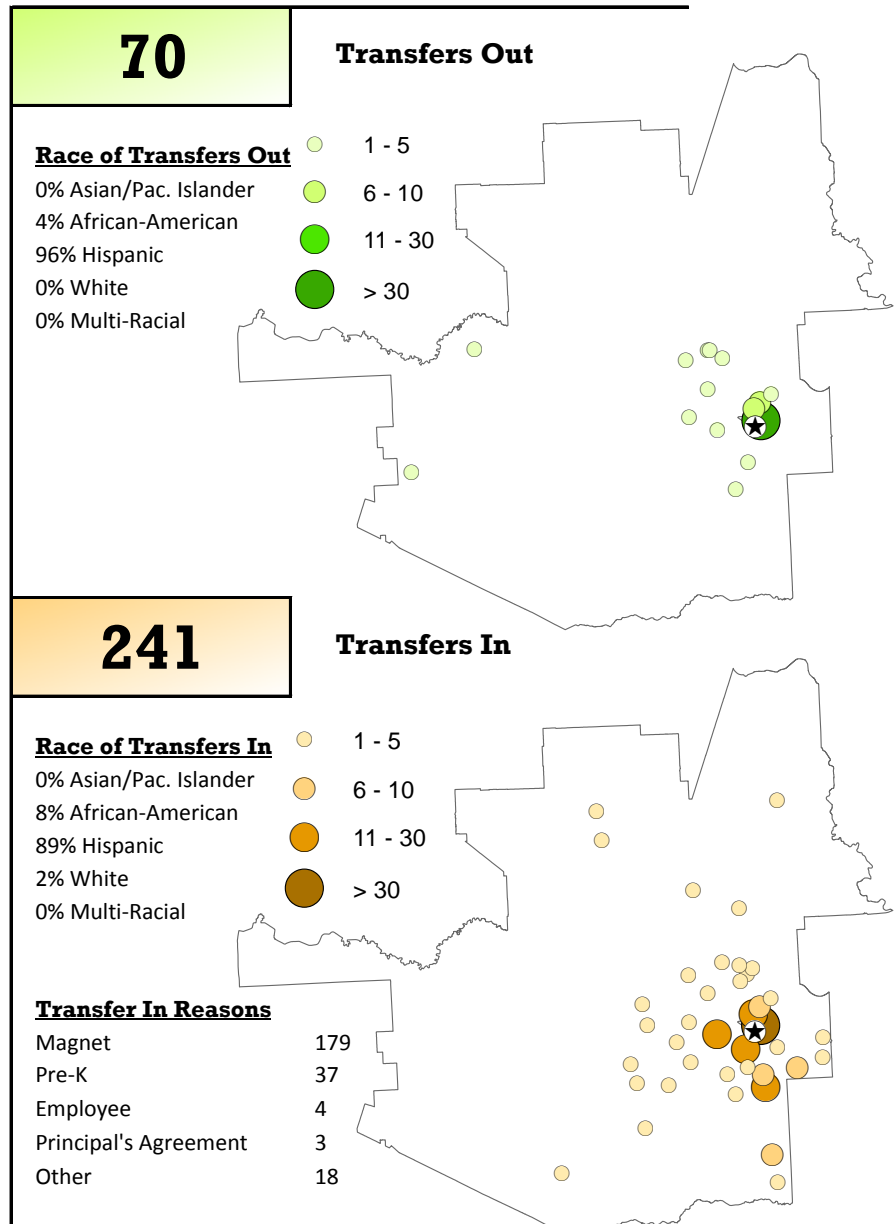 70
Transfers Out
Race of Transfers Out
0% Asian/Pac. Islander
4% African-American
96% Hispanic
0% White
0% Multi-Racial
1 - 5
6 - 10
11 - 30
> 30
241
Transfers In
Race of Transfers In
0% Asian/Pac. Islander
8% African-American
89% Hispanic
2% White
0% Multi-Racial
1 - 5
6 - 10
11 - 30
> 30
Transfer In Reasons
Magnet 179
Pre-K 37
Employee 4
Principal's Agreement 3
Other 18